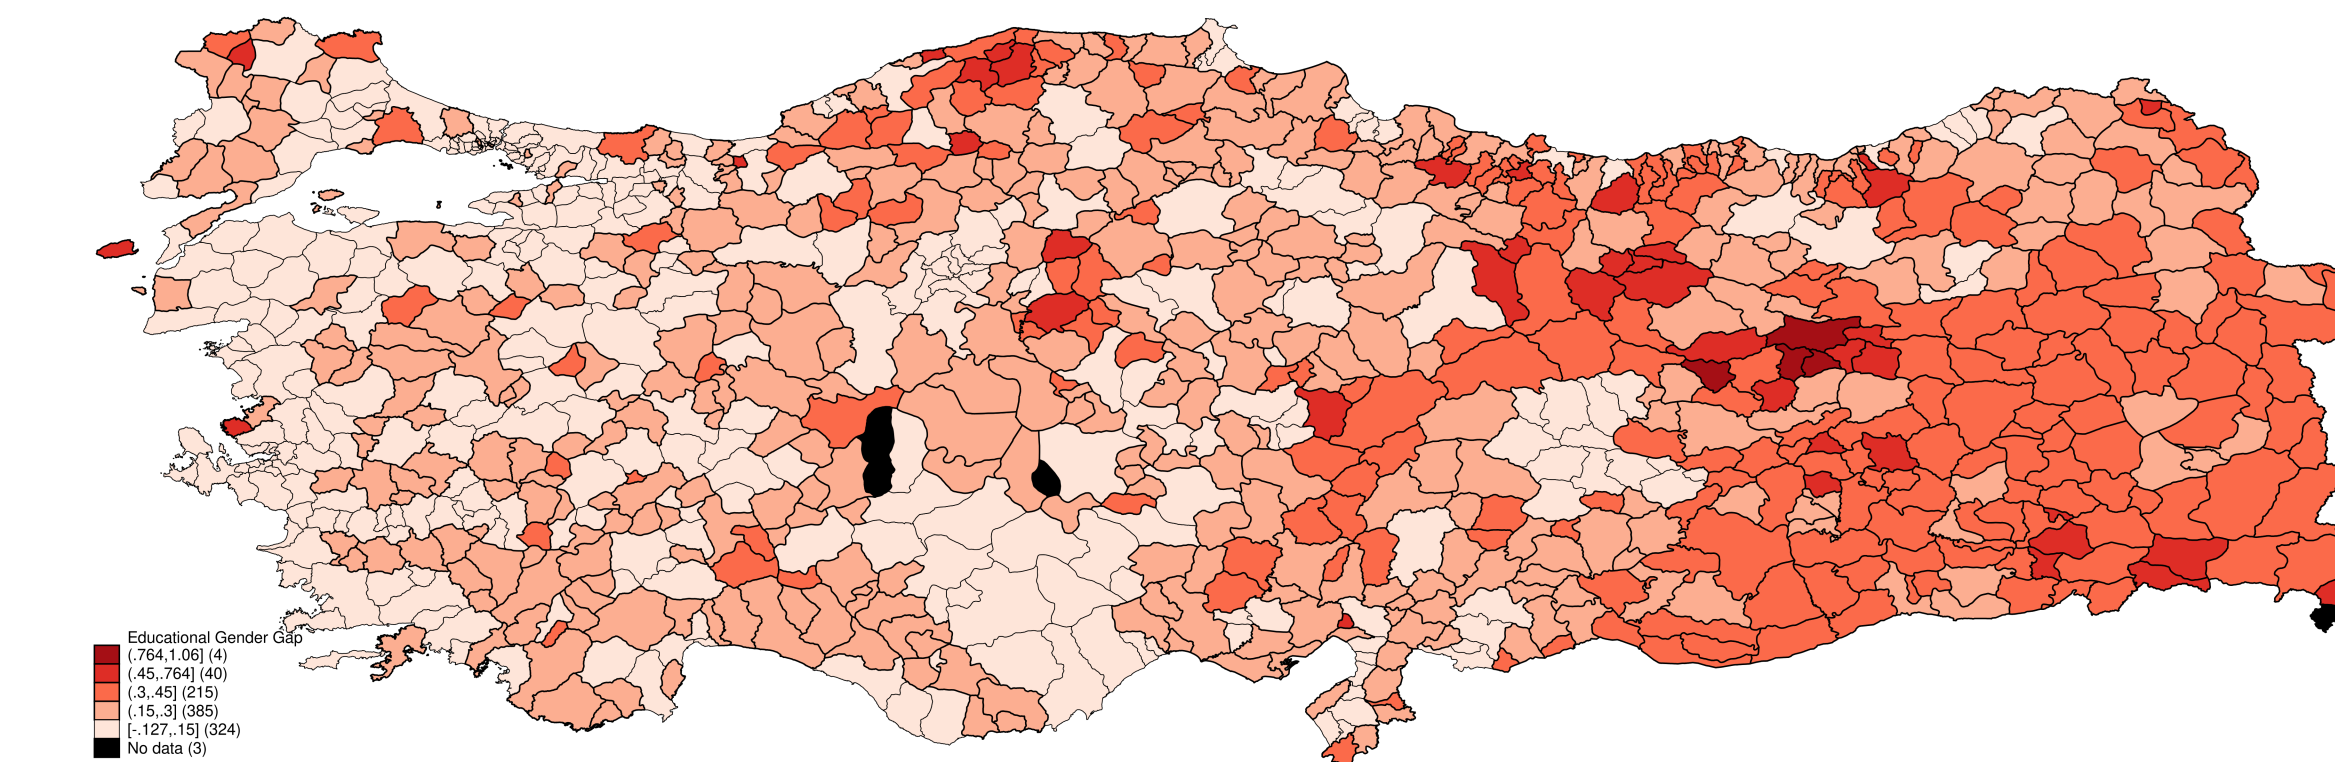 Educational Gender Gap
(.764,1.06] (4)
(.45,.764] (40)
(.3,.45] (215)
(.15,.3] (385)
[-.127,.15] (324)
No data (3)